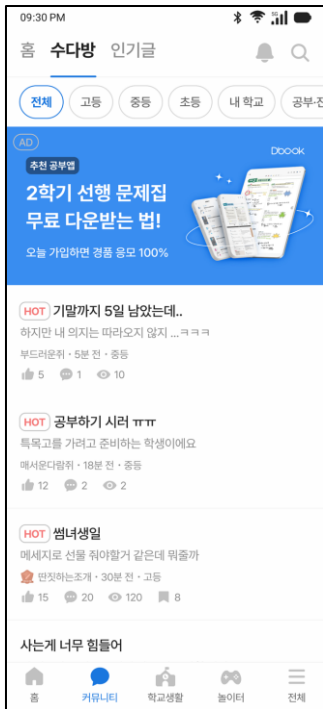 09:30 PM
홈 수다방 인기글
전체 고등 중등 초등 내 학교 공부·진
AD
추천 공부앱
Dbook
2학기 선행 문제집
무료 다운받는 법!
오늘 가입하면 경품 응모 100%
HOT 기말까지 5일 남았는데..
하지만 내 의지는 따라오지 않지 ...ㅋㅋㅋ
부드러운쥐 · 5분 전 · 중등
5 1 10
HOT 공부하기 시러 ㅠㅠ
특목고를 가려고 준비하는 학생이에요
매서운다람쥐 · 18분 전 · 중등
12 2 2
HOT 썸녀생일
메세지로 선물 줘야할거 같은데 뭐줄까
딴짓하는조개 · 30분 전 · 고등
15 20 120 8
사는게 너무 힘들어
홈 커뮤니티 학교생활 놀이터 전체